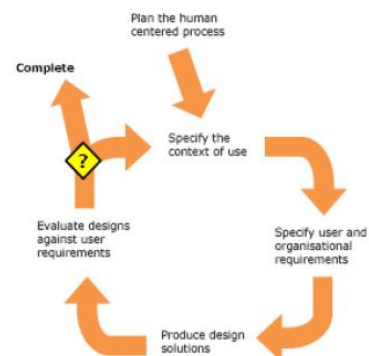 Plan the human
centered process
Complete
Specify the
context of use
?
Evaluate designs
against user
requirements
Specify user and
organisational
requirements
Produce design
solutions